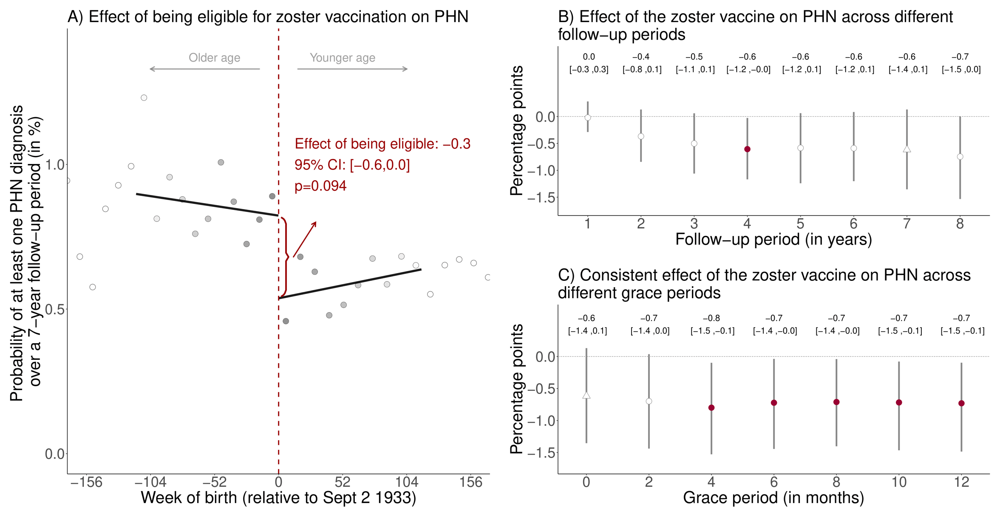 A) Effect of being eligible for zoster vaccination on PHN
Older age
Younger age
Effect of being eligible: −0.3
95% CI: [−0.6,0.0]
p=0.094
Probability of at least one PHN diagnosis
over a 7−year follow−up period (in %)
1.0
0.5
0.0
−156 −104 −52 0 52 104 156
Week of birth (relative to Sept 2 1933)
B) Effect of the zoster vaccine on PHN across different
follow−up periods
0.0 −0.4 −0.5 −0.6 −0.6 −0.6 −0.6 −0.7
[−0.3 ,0.3] [−0.8 ,0.1] [−1.1 ,0.1] [−1.2 ,−0.0] [−1.2 ,0.1] [−1.2 ,0.1] [−1.4 ,0.1] [−1.5 ,0.0]
Percentage points
0.0
−0.5
−1.0
−1.5
1 2 3 4 5 6 7 8
Follow−up period (in years)
C) Consistent effect of the zoster vaccine on PHN across
different grace periods
−0.6 −0.7 −0.8 −0.7 −0.7 −0.7 −0.7
[−1.4 ,0.1] [−1.4 ,0.0] [−1.5 ,−0.1] [−1.4 ,−0.0] [−1.4 ,−0.0] [−1.5 ,−0.1] [−1.5 ,−0.1]
Percentage points
0.0
−0.5
−1.0
−1.5
0 2 4 6 8 10 12
Grace period (in months)